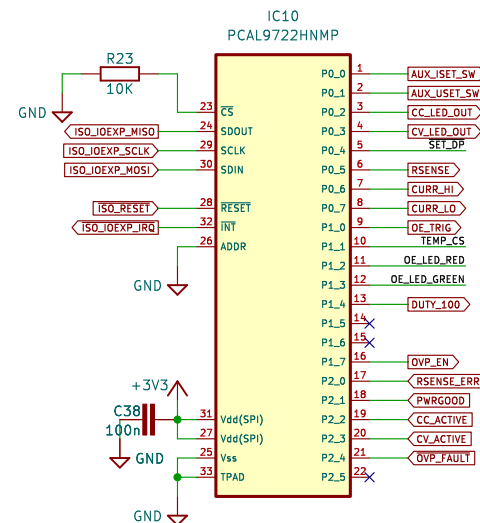 IC10
PCAL9722HNMP
R23
10K
GND
23 CS P0_0 1 AUX_ISET_SW
P0_1 2 AUX_USET_SW
P0_2 3 CC_LED_OUT
ISO_IOEXP_MISO 24 SDOUT P0_3 4 CV_LED_OUT
ISO_IOEXP_SCLK 29 SCLK P0_4 5 SET_DP
ISO_IOEXP_MOSI 30 SDIN P0_5 6 RSENSE
P0_6 7 CURR_HI
ISO_RESET 28 RESET P0_7 8 CURR_LO
ISO_IOEXP_IRQ 32 INT P1_0 9 OE_TRIG
26 ADDR P1_1 10 TEMP_CS
P1_2 11 OE_LED_RED
GND P1_3 12 OE_LED_GREEN
P1_4 13 DUTY_100
P1_5 14
P1_6 15
P1_7 16 OVP_EN
+3V3 P2_0 17 RSENSE_ERR
P2_1 18 PWRGOOD
C38
100n
31 Vdd(SPI) P2_2 19 CC_ACTIVE
27 Vdd(SPI) P2_3 20 CV_ACTIVE
GND 25 Vss P2_4 21 OVP_FAULT
33 TPAD P2_5 22
GND